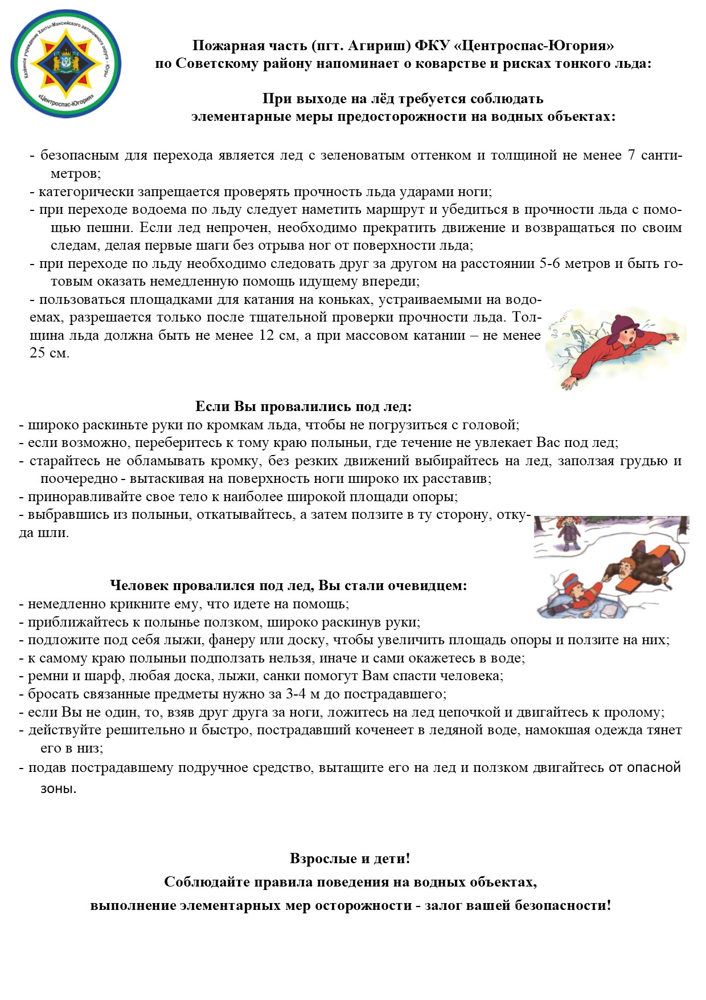 Казённое учреждение Ханты-Мансийского автономного округа – Югры
«Центроспас-Югория»
Пожарная часть (пгт. Агириш) ФКУ «Центроспас-Югория»
по Советскому району напоминает о коварстве и рисках тонкого льда:
При выходе на лёд требуется соблюдать
элементарные меры предосторожности на водных объектах:
- безопасным для перехода является лед с зеленоватым оттенком и толщиной не менее 7 санти-
метров;
- категорически запрещается проверять прочность льда ударами ноги;
- при переходе водоема по льду следует наметить маршрут и убедиться в прочности льда с помо-
щью пешни. Если лед непрочен, необходимо прекратить движение и возвращаться по своим
следам, делая первые шаги без отрыва ног от поверхности льда;
- при переходе по льду необходимо следовать друг за другом на расстоянии 5-6 метров и быть го-
товым оказать немедленную помощь идущему впереди;
- пользоваться площадками для катания на коньках, устраиваемыми на водо-
емах, разрешается только после тщательной проверки прочности льда. Тол-
щина льда должна быть не менее 12 см, а при массовом катании – не менее
25 см.
Если Вы провалились под лед:
- широко раскиньте руки по кромкам льда, чтобы не погрузиться с головой;
- если возможно, переберитесь к тому краю полыньи, где течение не увлекает Вас под лед;
- старайтесь не обламывать кромку, без резких движений выбирайтесь на лед, заползая грудью и
поочередно - вытаскивая на поверхность ноги широко их расставив;
- приноравливайте свое тело к наиболее широкой площади опоры;
- выбравшись из полыньи, откатывайтесь, а затем ползите в ту сторону, отку-
да шли.
Человек провалился под лед, Вы стали очевидцем:
- немедленно крикните ему, что идете на помощь;
- приближайтесь к полынье ползком, широко раскинув руки;
- подложите под себя лыжи, фанеру или доску, чтобы увеличить площадь опоры и ползите на них;
- к самому краю полыньи подползать нельзя, иначе и сами окажетесь в воде;
- ремни и шарф, любая доска, лыжи, санки помогут Вам спасти человека;
- бросать связанные предметы нужно за 3-4 м до пострадавшего;
- если Вы не один, то, взяв друг друга за ноги, ложитесь на лед цепочкой и двигайтесь к пролому;
- действуйте решительно и быстро, пострадавший коченеет в ледяной воде, намокшая одежда тянет
его в низ;
- подав пострадавшему подручное средство, вытащите его на лед и ползком двигайтесь от опасной
зоны.
Взрослые и дети!
Соблюдайте правила поведения на водных объектах,
выполнение элементарных мер осторожности - залог вашей безопасности!